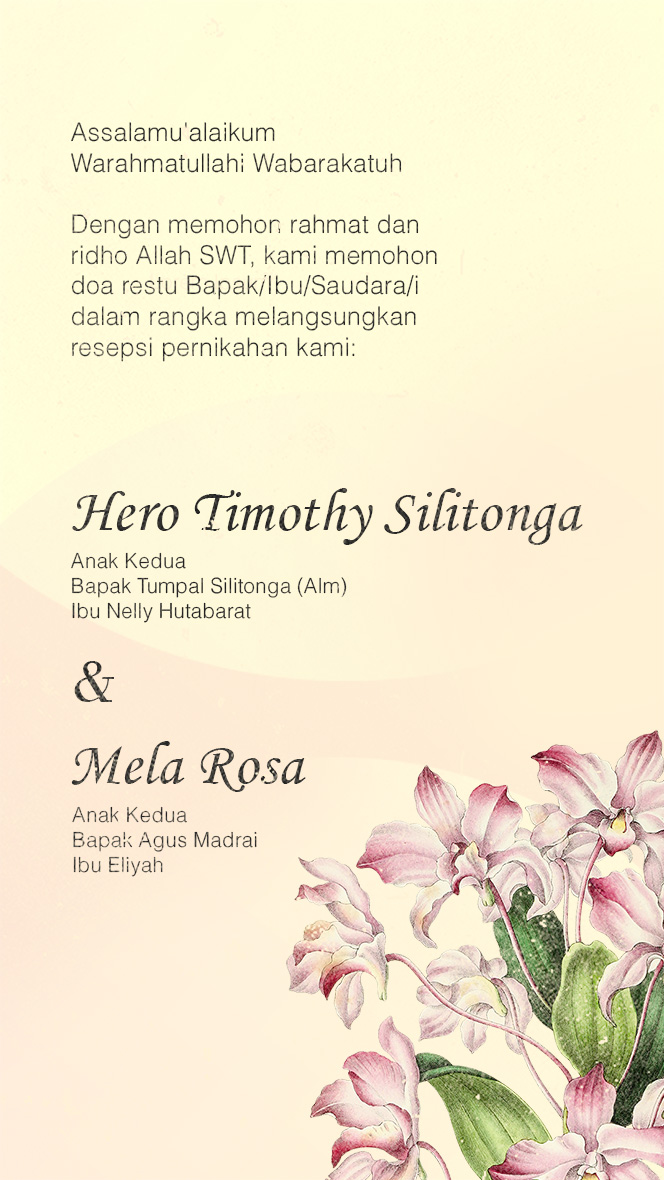 Assalamu'alaikum
Warahmatullahi Wabarakatuh
Dengan memohon rahmat dan
ridho Allah SWT, kami memohon
doa restu Bapak/Ibu/Saudara/i
dalam rangka melangsungkan
resepsi pernikahan kami:
Hero Timothy Silitonga
Anak Kedua
Bapak Tumpal Silitonga (Alm)
Ibu Nelly Hutabarat
&
Mela Rosa
Anak Kedua
Bapak Agus Madrai
Ibu Eliyah